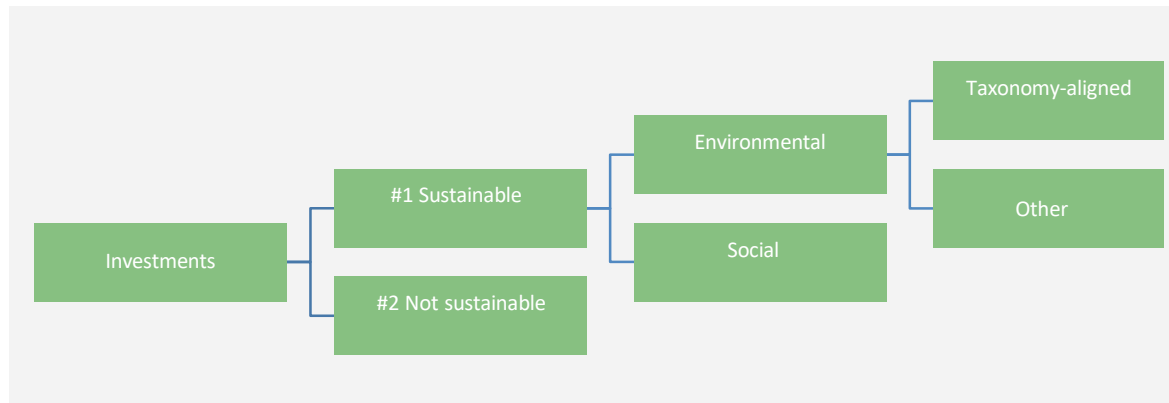 Taxonomy-aligned
Environmental
#1 Sustainable
Other
Social
Investments
#2 Not sustainable